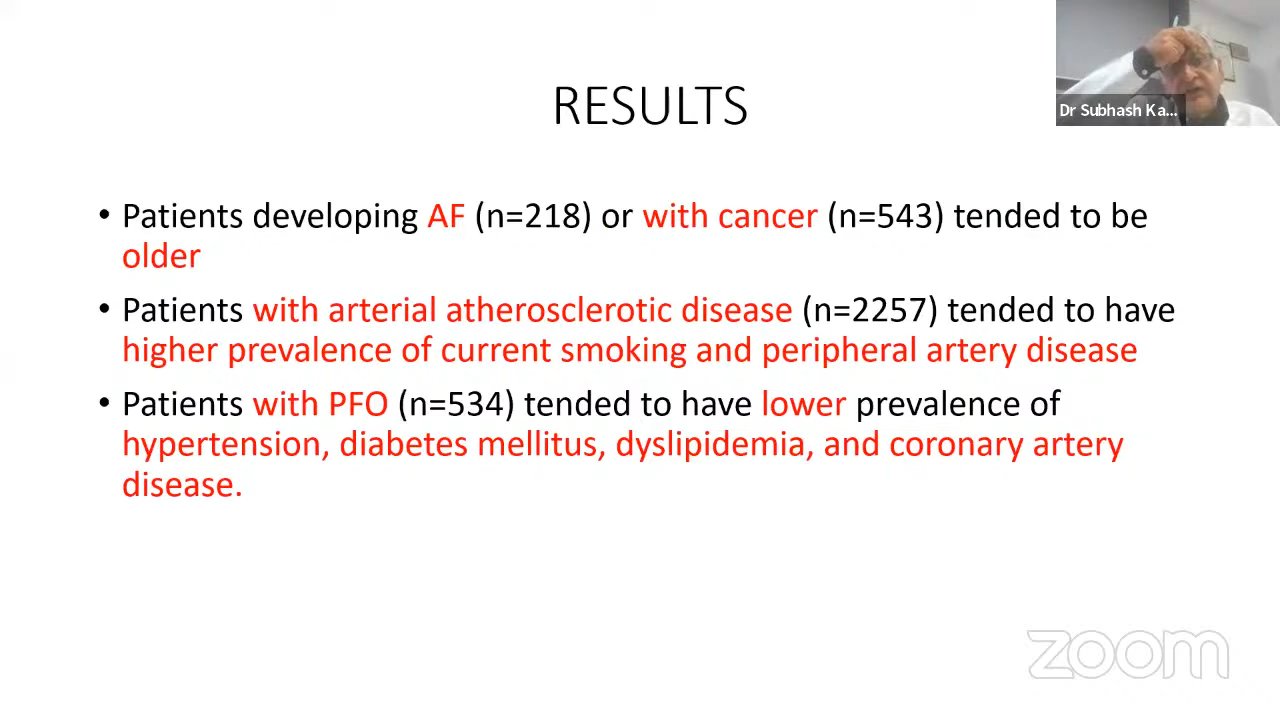 RESULTS
Dr Subhash Ka...
• Patients developing AF (n=218) or with cancer (n=543) tended to be
older
• Patients with arterial atherosclerotic disease (n=2257) tended to have
higher prevalence of current smoking and peripheral artery disease
• Patients with PFO (n=534) tended to have lower prevalence of
hypertension, diabetes mellitus, dyslipidemia, and coronary artery
disease.
zoom